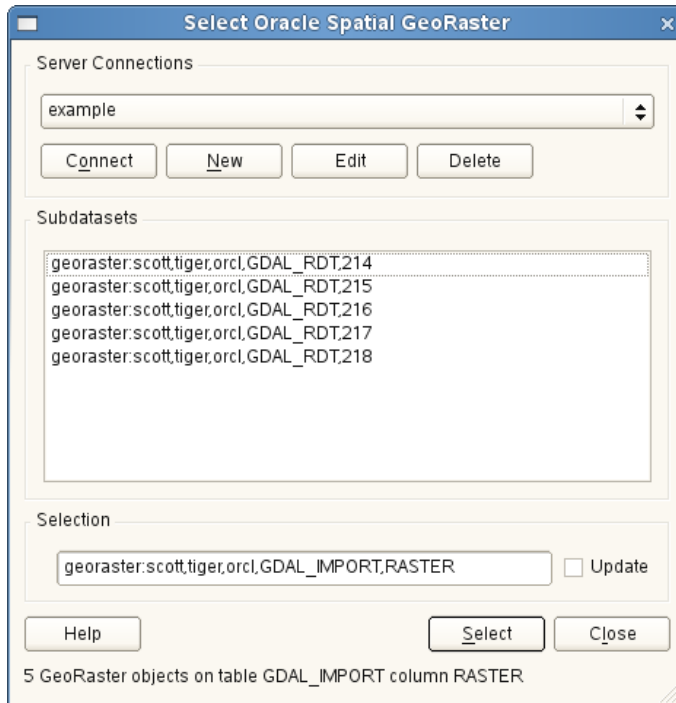 Select Oracle Spatial GeoRaster
Server Connections
example
Connect New Edit Delete
Subdatasets
georaster:scott,tiger,orcl,GDAL_RDT,214
georaster:scott,tiger,orcl,GDAL_RDT,215
georaster:scott,tiger,orcl,GDAL_RDT,216
georaster:scott,tiger,orcl,GDAL_RDT,217
georaster:scott,tiger,orcl,GDAL_RDT,218
Selection
georaster:scott,tiger,orcl,GDAL_IMPORT,RASTER Update
Help Select Close
5 GeoRaster objects on table GDAL_IMPORT column RASTER